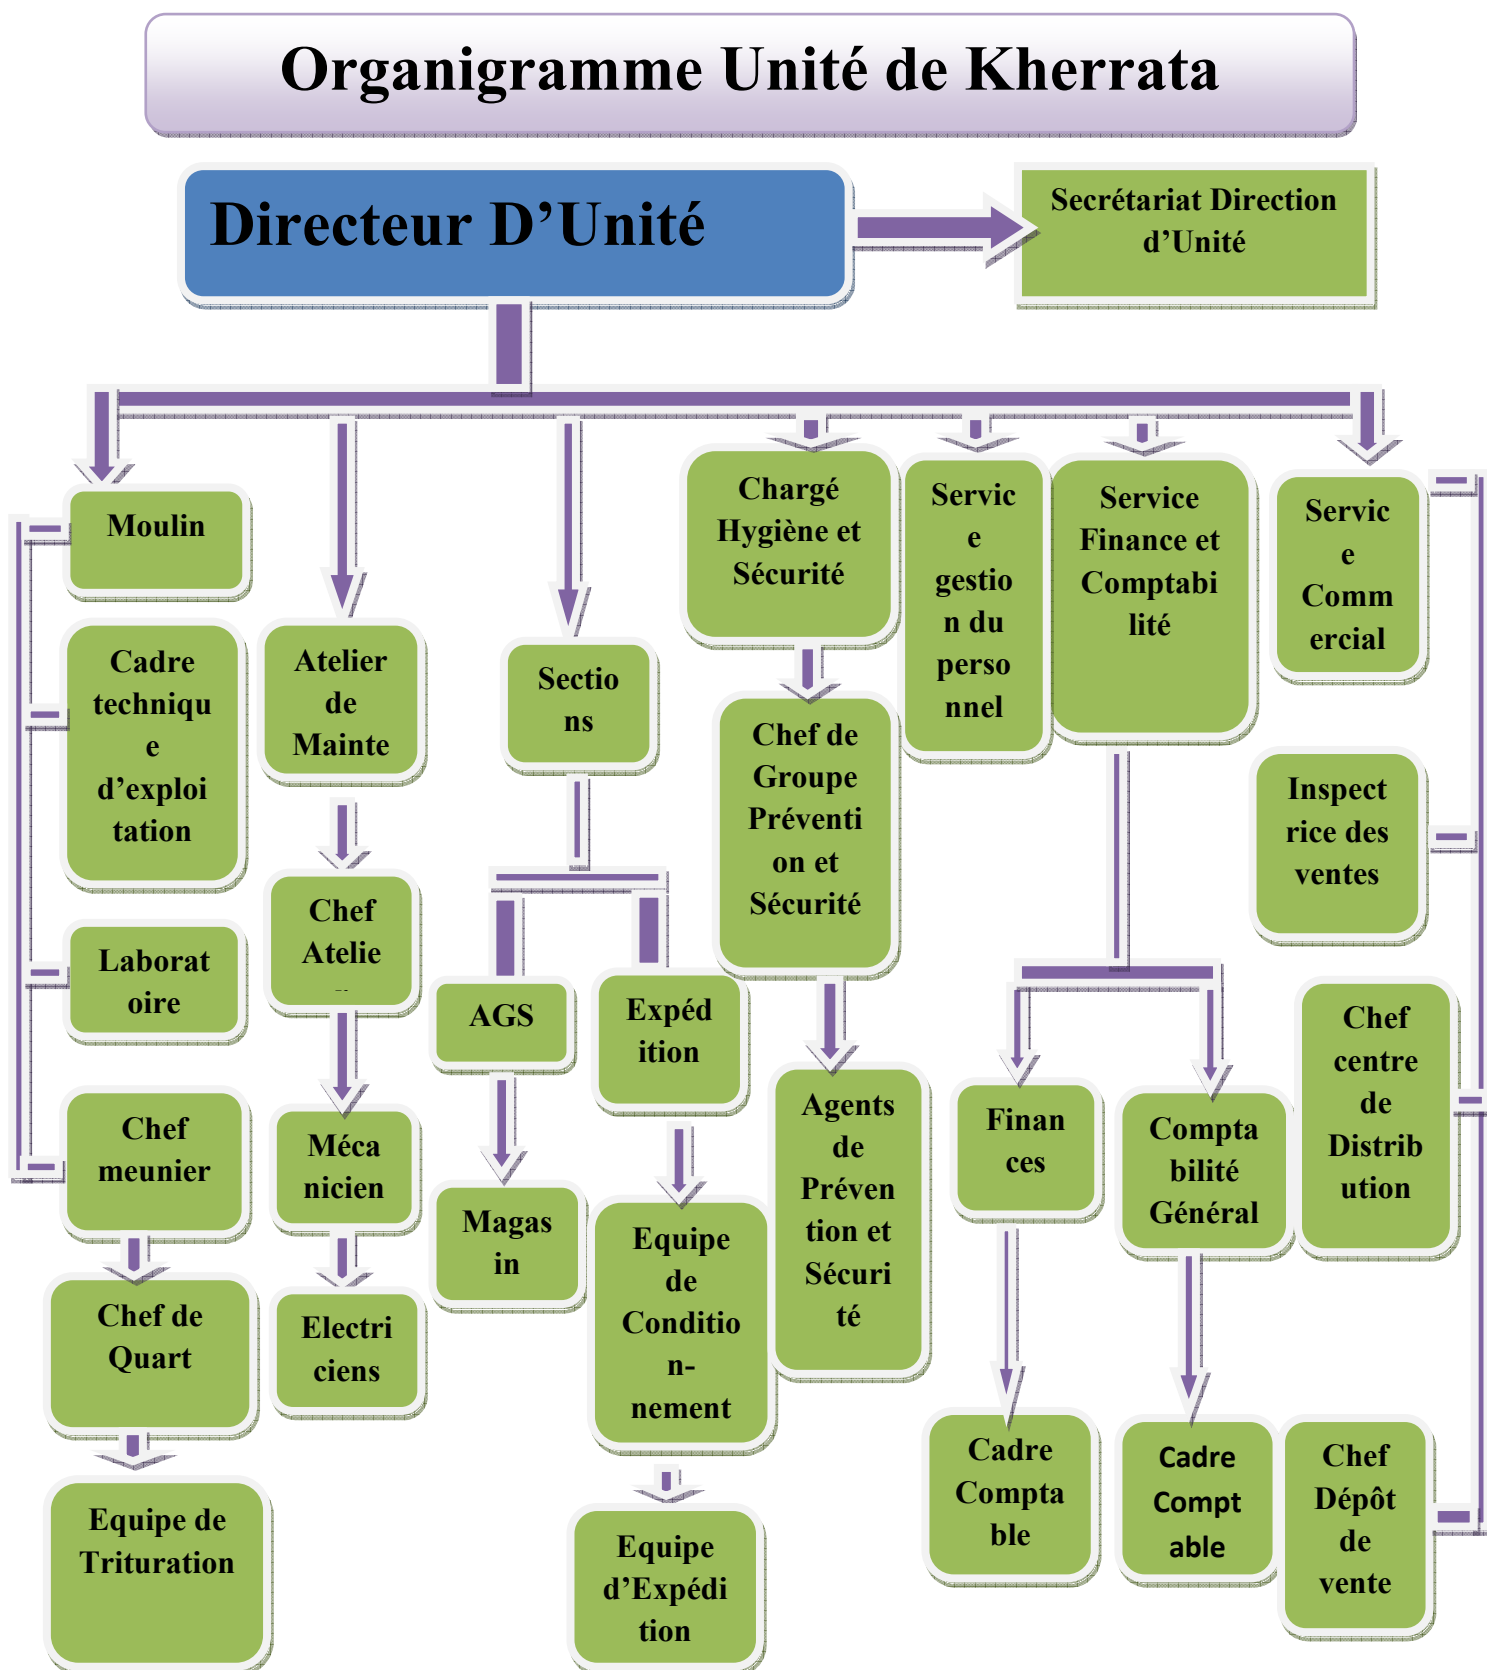 Organigramme Unité de Kherrata
Directeur D’Unité
Secrétariat Direction
d’Unité
Moulin
Cadre
techniqu
e
d'exploi
tation
Laborat
oire
Chef
meunier
Chef de
Quart
Equipe de
Trituration
Atelier
de
Mainte
Chef
Atelie
Méca
nicien
Electri
ciens
Sectio
ns
AGS
Magas
in
Expéd
ition
Equipe
de
Conditio
n-
nement
Equipe
d’Expédi
tion
Chargé
Hygiène et
Sécurité
Chef de
Groupe
Préventi
on et
Sécurité
Agents
de
Préven
tion et
Sécuri
té
Servic
e
gestio
n du
perso
nnel
Service
Finance et
Comptabi
lité
Finan
ces
Cadre
Compta
ble
Compta
bilité
Général
Cadre
Compt
able
Servic
e
Comm
ercial
Inspect
rice des
ventes
Chef
centre
de
Distrib
ution
Chef
Dépôt
de
vente